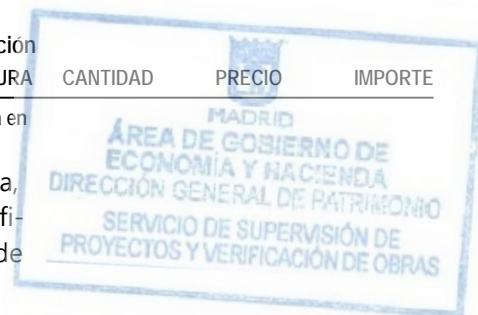 ción
URA CANTIDAD PRECIO IMPORTE
en
a,
fi-
de
MADRID
ÁREA DE GOBIERNO DE
ECONOMÍA Y HACIENDA
DIRECCIÓN GENERAL DE PATRIMONIO
SERVICIO DE SUPERVISIÓN DE
PROYECTOS Y VERIFICACIÓN DE OBRAS